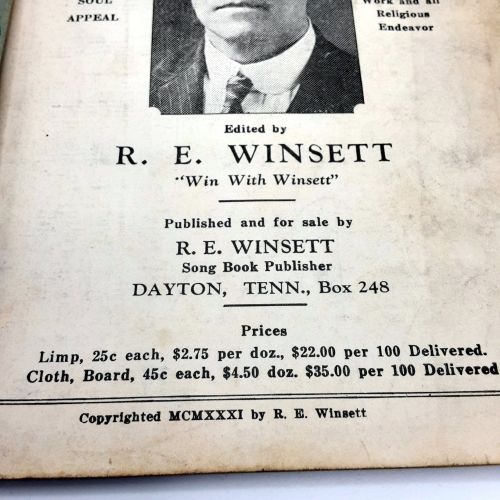 SOUL
APPEAL
Work and all
Religious
Endeavor
Edited by
R. E. WINSETT
"Win With Winsett"
Published and for sale by
R. E. WINSETT
Song Book Publisher
DAYTON, TENN., Box 248
Prices
Limp, 25c each, $2.75 per doz., $22.00 per 100 Delivered.
Cloth, Board, 45c each, $4.50 doz. $35.00 per 100 Delivered
Copyrighted MCMXXXI by R. E. Winsett